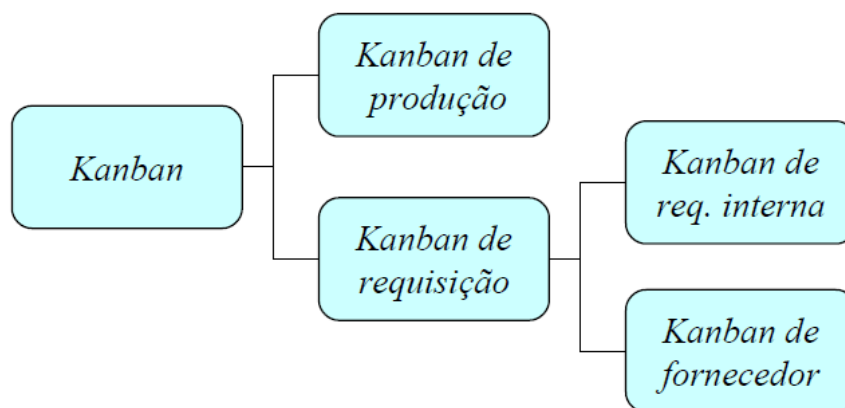 Kanban
Kanban de
produção
Kanban de
requisição
Kanban de
req. interna
Kanban de
fornecedor